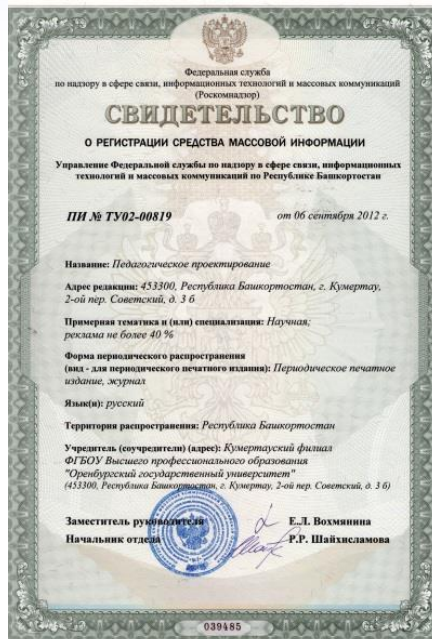 Федеральная служба
по надзору в сфере связи, информационных технологий и массовых коммуникаций
(Роскомнадзор)
СВИДЕТЕЛЬСТВО
О РЕГИСТРАЦИИ СРЕДСТВА МАССОВОЙ ИНФОРМАЦИИ
Управление Федеральной службы по надзору в сфере связи, информационных
технологий и массовых коммуникаций по Республике Башкортостан
ПИ № ТУ02-00819 от 06 сентября 2012 г.
Название: Педагогическое проектирование
Адрес редакции: 453300, Республика Башкортостан, г. Кумертау,
2-ой пер. Советский, д. 3 б
Примерная тематика и (или) специализация: Научная;
реклама не более 40 %
Форма периодического распространения
(вид - для периодического печатного издания): Периодическое печатное
издание, журнал
Язык(и): русский
Территория распространения: Республика Башкортостан
Учредитель (соучредители) (адрес): Кумертауский филиал
ФГБОУ Высшего профессионального образования
"Оренбургский государственный университет"
(453300, Республика Башкортостан, г. Кумертау, 2-ой пер. Советский, д. 3 б)
Заместитель руководителя Е.Л. Вохмянина
Начальник отдела Р.Р. Шайхисламова
039485